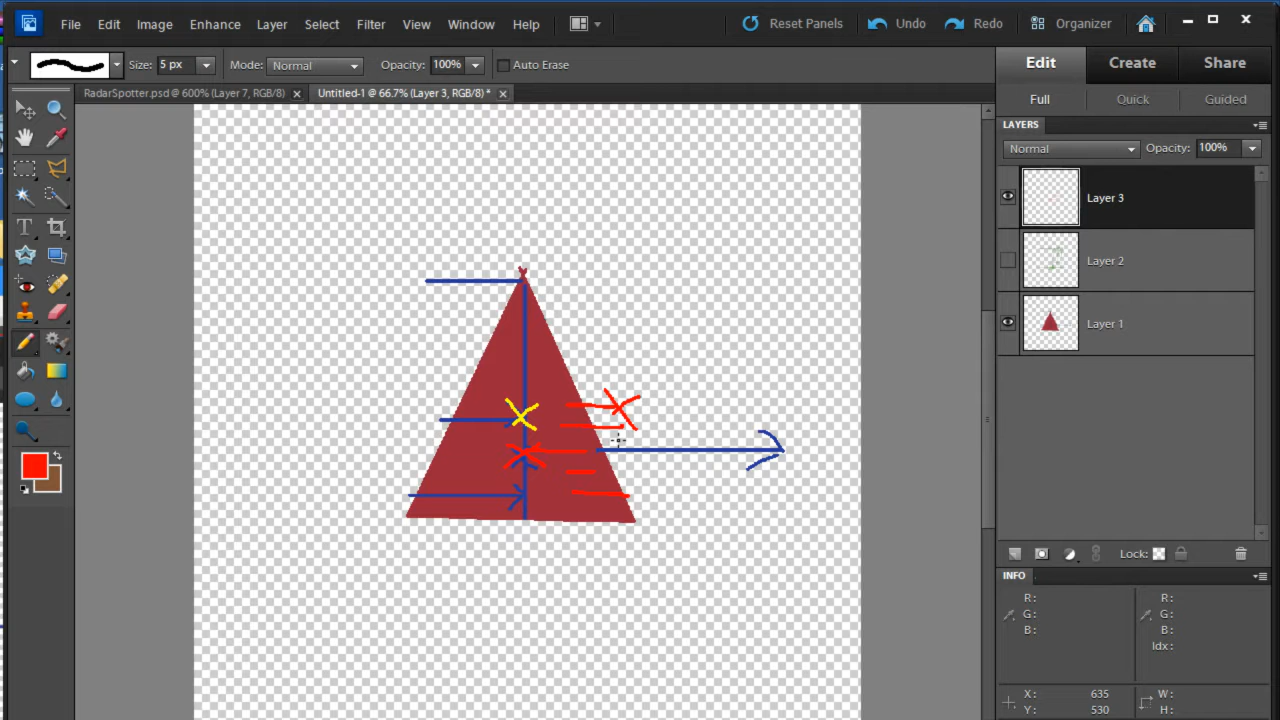 File Edit Image Enhance Layer Select Filter View Window Help Reset Panels Undo Redo Organizer
Size: 5 px Mode: Normal Opacity: 100% Auto Erase
Edit Create Share
RadarSpotter.psd @ 600% (Layer 7, RGB/8) Untitled-1 @ 66.7% (Layer 3, RGB/8) *
Full Quick Guided
LAYERS
Normal Opacity: 100%
Layer 3
Layer 2
Layer 1
Lock:
INFO
R: R:
G: G:
B: B:
Idx:
X: 635 W:
Y: 530 H: